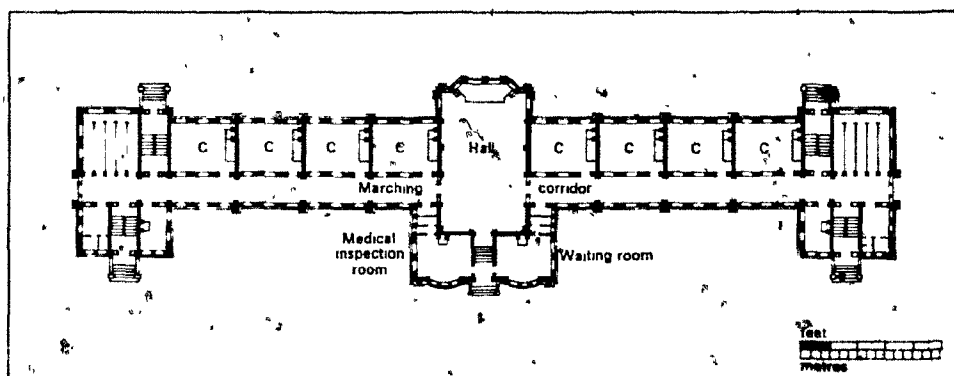 C C C C Hall C C C C
Marching corridor
Medical
inspection
room
Waiting room
feet
metres